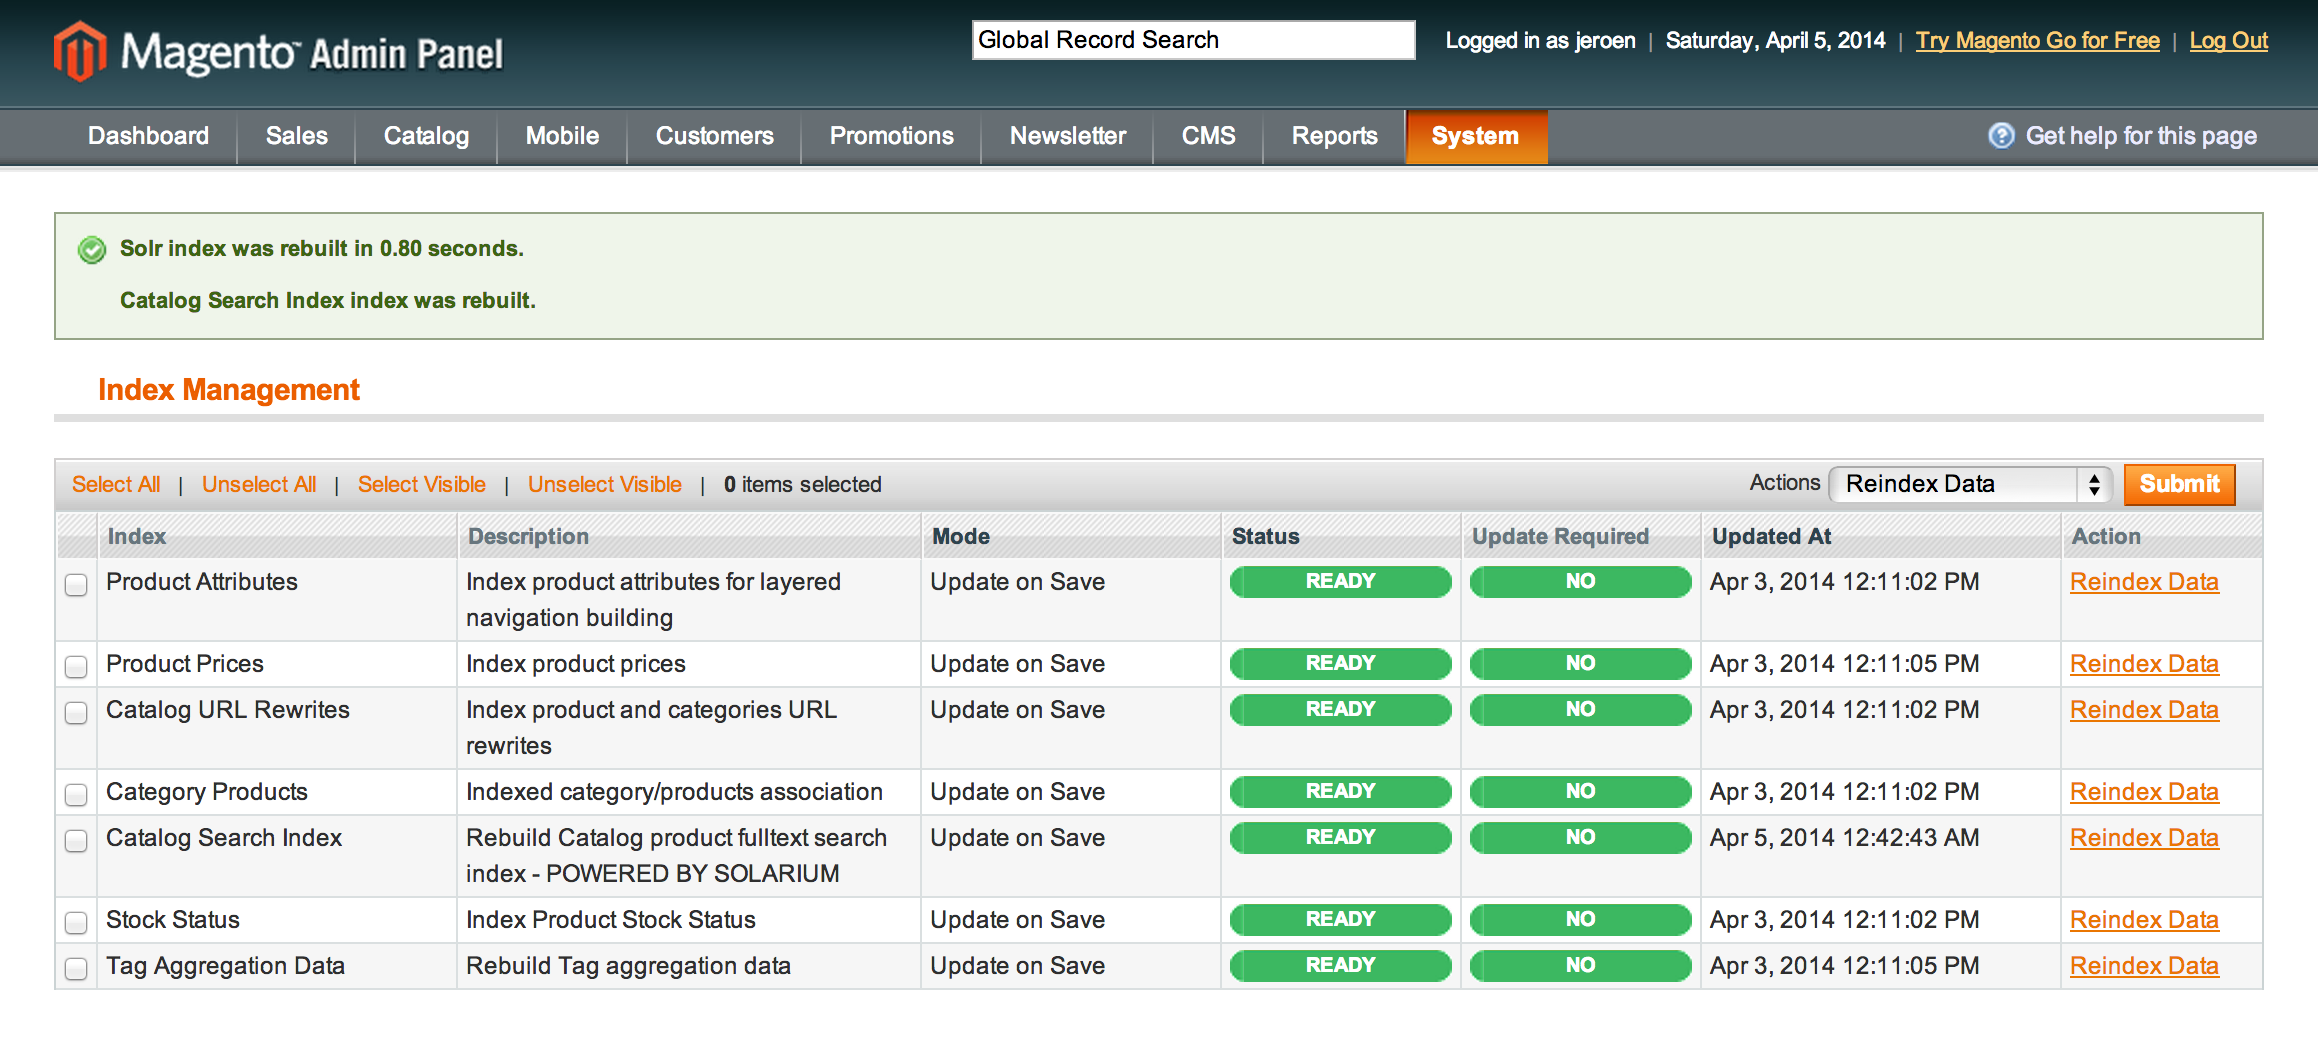 Magento™ Admin Panel
Global Record Search
Logged in as jeroen | Saturday, April 5, 2014 | Try Magento Go for Free | Log Out
Dashboard Sales Catalog Mobile Customers Promotions Newsletter CMS Reports System Get help for this page
Solr index was rebuilt in 0.80 seconds.
Catalog Search Index index was rebuilt.
Index Management
Select All | Unselect All | Select Visible | Unselect Visible | 0 items selected Actions Reindex Data Submit
Index Description Mode Status Update Required Updated At Action
Product Attributes Index product attributes for layered Update on Save READY NO Apr 3, 2014 12:11:02 PM Reindex Data
navigation building
Product Prices Index product prices Update on Save READY NO Apr 3, 2014 12:11:05 PM Reindex Data
Catalog URL Rewrites Index product and categories URL Update on Save READY NO Apr 3, 2014 12:11:02 PM Reindex Data
rewrites
Category Products Indexed category/products association Update on Save READY NO Apr 3, 2014 12:11:02 PM Reindex Data
Catalog Search Index Rebuild Catalog product fulltext search Update on Save READY NO Apr 5, 2014 12:42:43 AM Reindex Data
index - POWERED BY SOLARIUM
Stock Status Index Product Stock Status Update on Save READY NO Apr 3, 2014 12:11:02 PM Reindex Data
Tag Aggregation Data Rebuild Tag aggregation data Update on Save READY NO Apr 3, 2014 12:11:05 PM Reindex Data